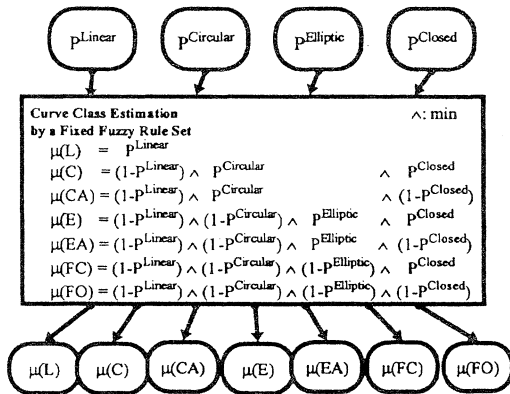 P^Linear P^Circular P^Elliptic P^Closed
Curve Class Estimation ∧: min
by a Fixed Fuzzy Rule Set
μ(L) = P^Linear
μ(C) = (1-P^Linear) ∧ P^Circular ∧ P^Closed
μ(CA) = (1-P^Linear) ∧ P^Circular ∧ (1-P^Closed)
μ(E) = (1-P^Linear) ∧ (1-P^Circular) ∧ P^Elliptic ∧ P^Closed
μ(EA) = (1-P^Linear) ∧ (1-P^Circular) ∧ P^Elliptic ∧ (1-P^Closed)
μ(FC) = (1-P^Linear) ∧ (1-P^Circular) ∧ (1-P^Elliptic) ∧ P^Closed
μ(FO) = (1-P^Linear) ∧ (1-P^Circular) ∧ (1-P^Elliptic) ∧ (1-P^Closed)
μ(L) μ(C) μ(CA) μ(E) μ(EA) μ(FC) μ(FO)